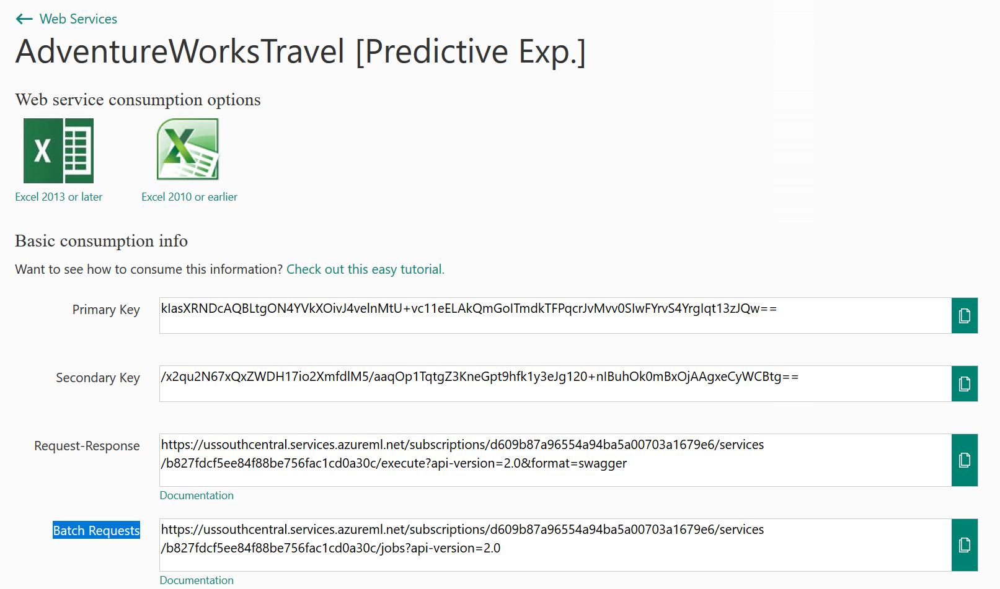 Web Services
AdventureWorksTravel [Predictive Exp.]
Web service consumption options
Excel 2013 or later
Excel 2010 or earlier
Basic consumption info
Want to see how to consume this information? Check out this easy tutorial.
Primary Key
kIasXRNDcAQBLtgON4YVkXOivJ4velnMtU+vc11eELAkQmGoITmdkTFPqcrJvMvv0SIwFYrvS4YrgIqt13zJQw==
Secondary Key
/x2qu2N67xQxZWDH17io2XmfdlM5/aaqOp1TqtgZ3KneGpt9hfk1y3eJg120+nIBuhOk0mBxOjAAgxeCyWCBtg==
Request-Response
https://ussouthcentral.services.azureml.net/subscriptions/d609b87a96554a94ba5a00703a1679e6/services
/b827fdcf5ee84f88be756fac1cd0a30c/execute?api-version=2.0&format=swagger
Documentation
Batch Requests
https://ussouthcentral.services.azureml.net/subscriptions/d609b87a96554a94ba5a00703a1679e6/services
/b827fdcf5ee84f88be756fac1cd0a30c/jobs?api-version=2.0
Documentation